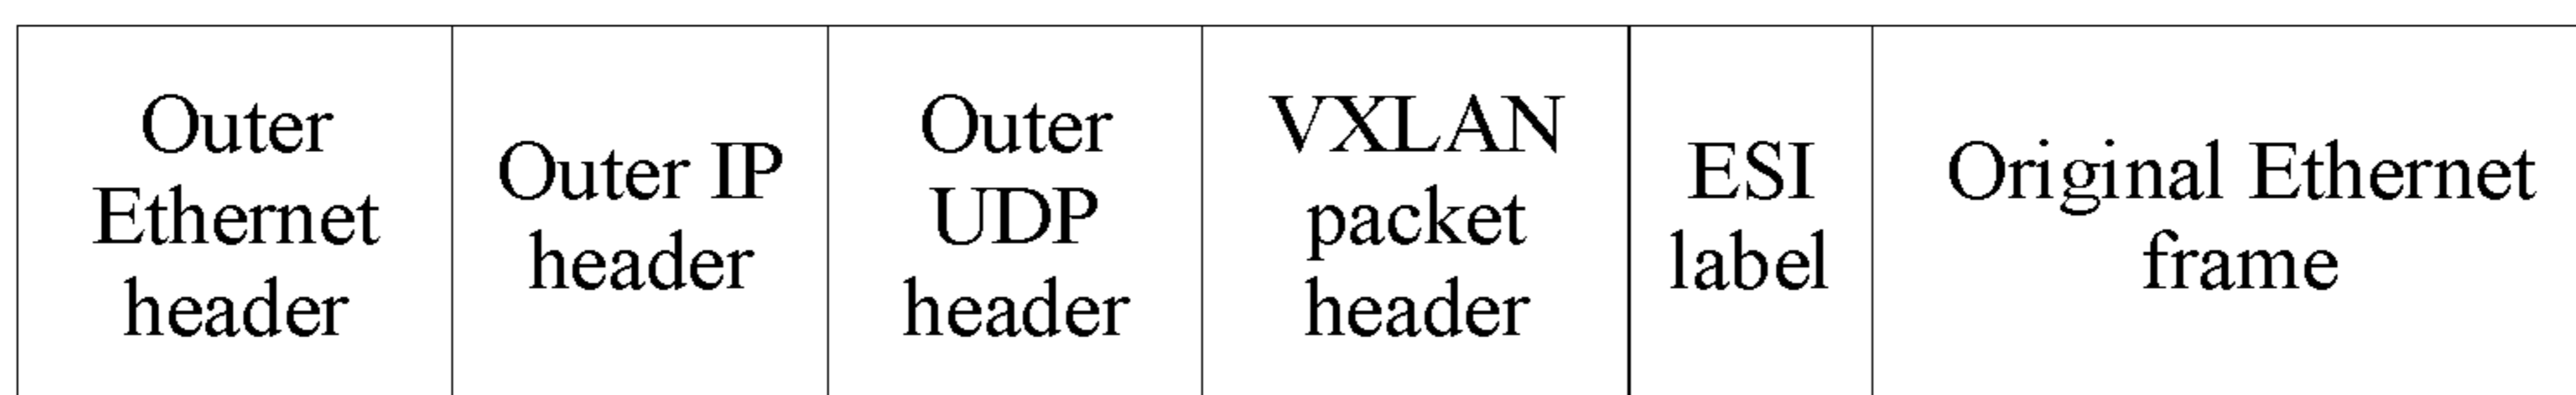 Outer
Ethernet
header
Outer IP
header
Outer
UDP
header
VXLAN
packet
header
ESI
label
Original Ethernet
frame